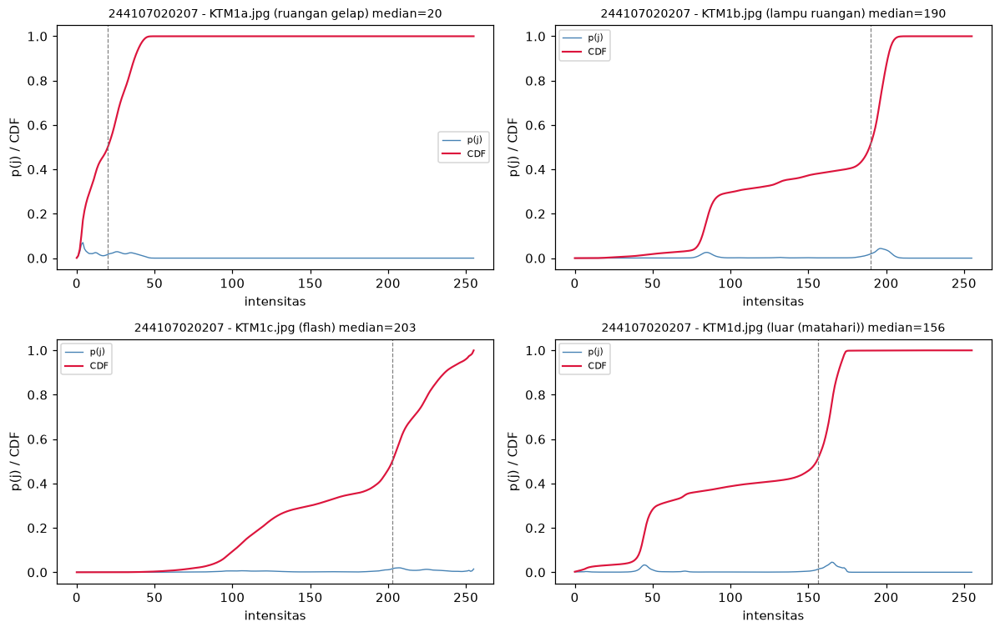 244107020207 - KTM1a.jpg (ruangan gelap) median=20
p(j) / CDF
1.0
0.8
0.6
0.4
0.2
0.0
p(j)
CDF
0 50 100 150 200 250
intensitas
244107020207 - KTM1b.jpg (lampu ruangan) median=190
p(j) / CDF
1.0
0.8
0.6
0.4
0.2
0.0
p(j)
CDF
0 50 100 150 200 250
intensitas
244107020207 - KTM1c.jpg (flash) median=203
p(j) / CDF
1.0
0.8
0.6
0.4
0.2
0.0
p(j)
CDF
0 50 100 150 200 250
intensitas
244107020207 - KTM1d.jpg (luar (matahari)) median=156
p(j) / CDF
1.0
0.8
0.6
0.4
0.2
0.0
p(j)
CDF
0 50 100 150 200 250
intensitas